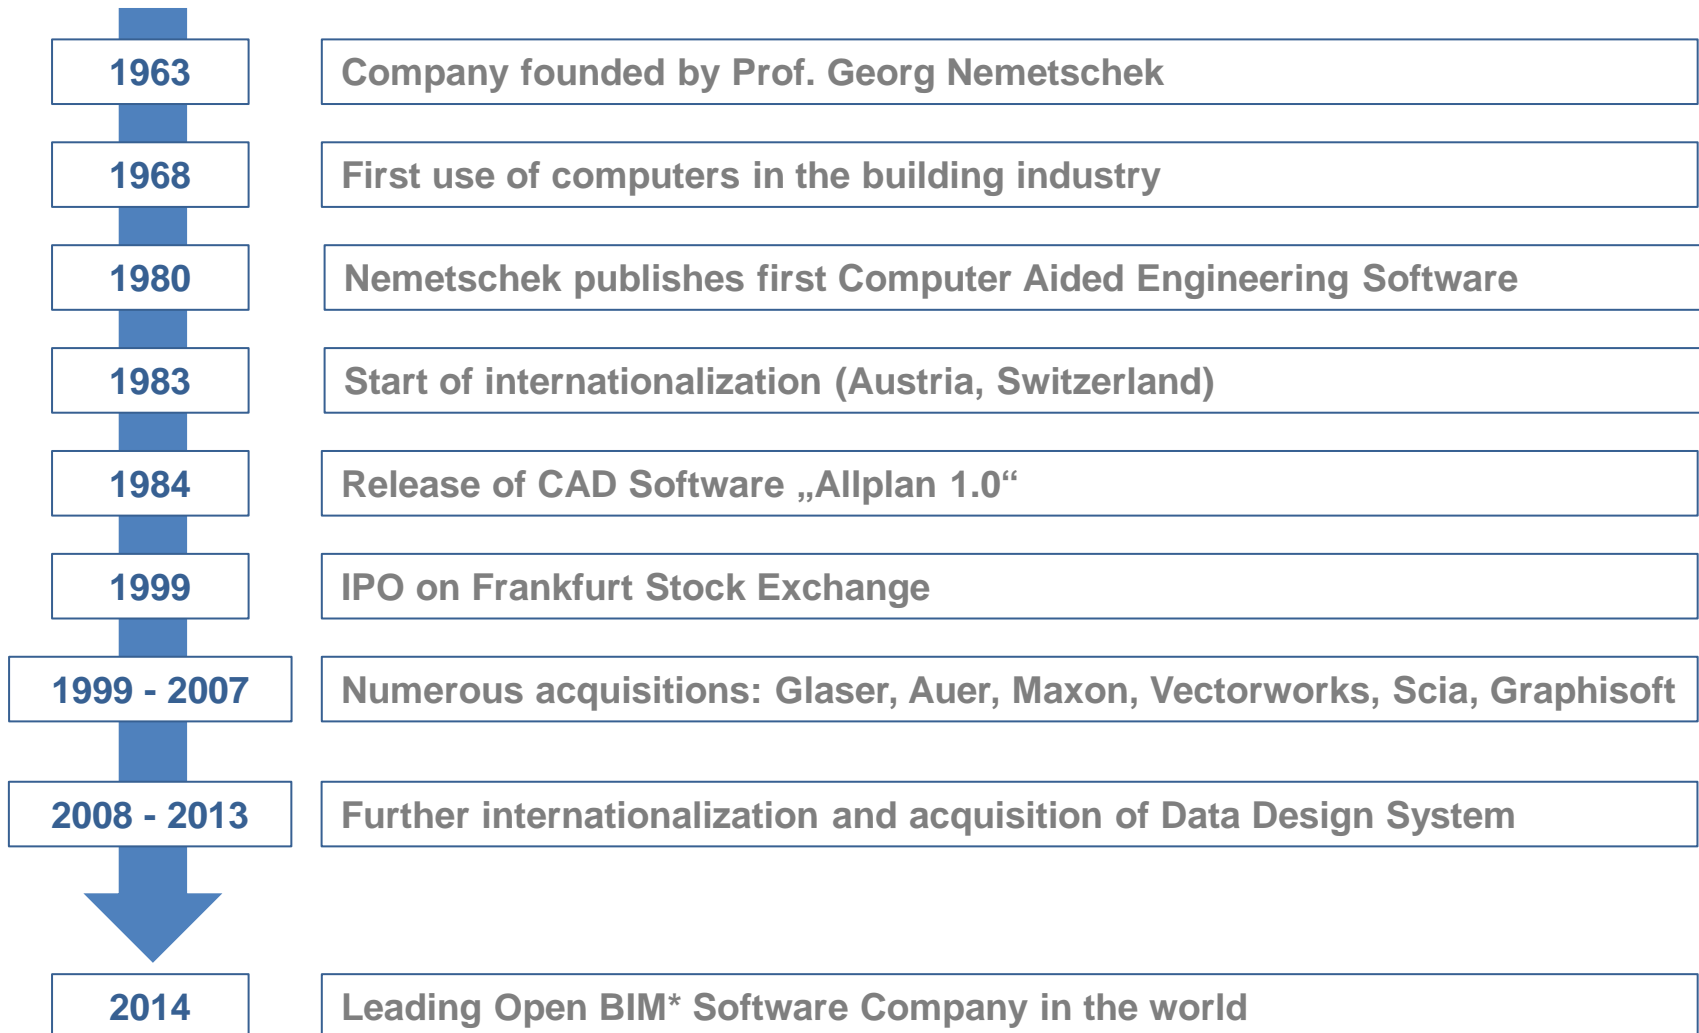 1963 Company founded by Prof. Georg Nemetschek
1968 First use of computers in the building industry
1980 Nemetschek publishes first Computer Aided Engineering Software
1983 Start of internationalization (Austria, Switzerland)
1984 Release of CAD Software „Allplan 1.0“
1999 IPO on Frankfurt Stock Exchange
1999 - 2007 Numerous acquisitions: Glaser, Auer, Maxon, Vectorworks, Scia, Graphisoft
2008 - 2013 Further internationalization and acquisition of Data Design System
2014 Leading Open BIM* Software Company in the world